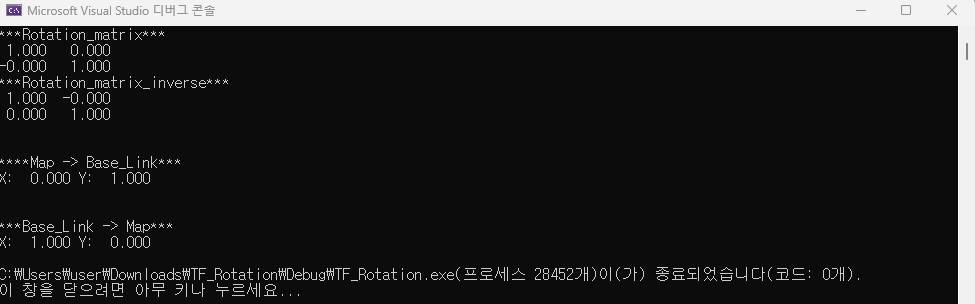 Microsoft Visual Studio 디버그 콘솔
***Rotation_matrix***
1.000 0.000
-0.000 1.000
***Rotation_matrix_inverse***
1.000 -0.000
0.000 1.000
****Map -> Base_Link***
X: 0.000 Y: 1.000
***Base_Link -> Map***
X: 1.000 Y: 0.000
C:₩Users₩user₩Downloads₩TF_Rotation₩Debug₩TF_Rotation.exe(프로세스 28452개)이(가) 종료되었습니다(코드: 0개).
이 창을 닫으려면 아무 키나 누르세요...